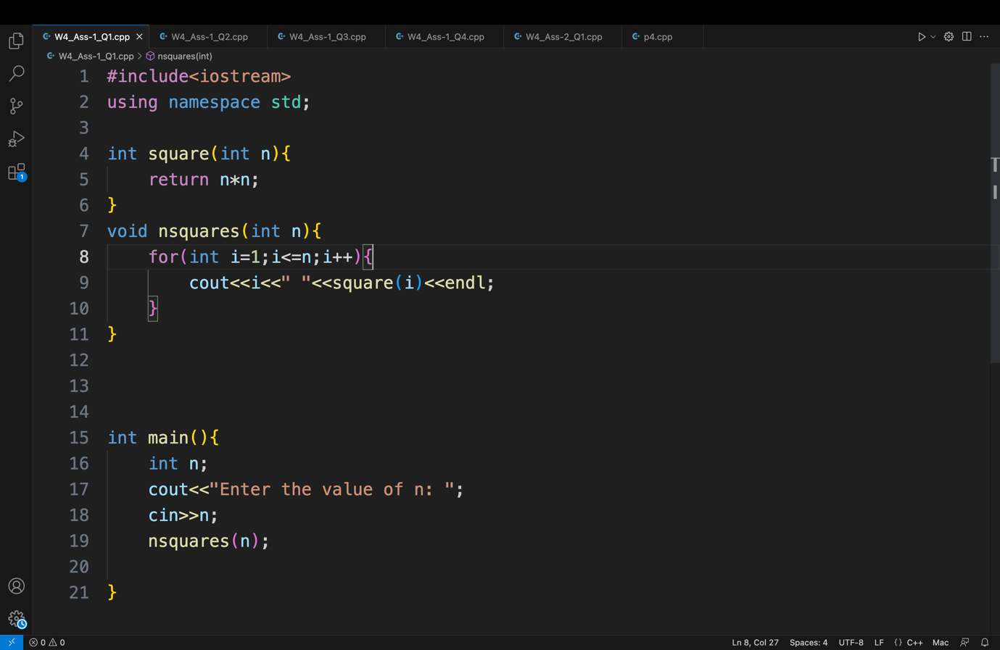 W4_Ass-1_Q1.cpp W4_Ass-1_Q2.cpp W4_Ass-1_Q3.cpp W4_Ass-1_Q4.cpp W4_Ass-2_Q1.cpp p4.cpp
W4_Ass-1_Q1.cpp > nsquares(int)
1 #include<iostream>
2 using namespace std;
3
4 int square(int n){
5     return n*n;
6 }
7 void nsquares(int n){
8     for(int i=1;i<=n;i++){
9         cout<<i<<" "<<square(i)<<endl;
10     }
11 }
12
13
14
15 int main(){
16     int n;
17     cout<<"Enter the value of n: ";
18     cin>>n;
19     nsquares(n);
20
21 }
1
0 0 Ln 8, Col 27 Spaces: 4 UTF-8 LF {} C++ Mac